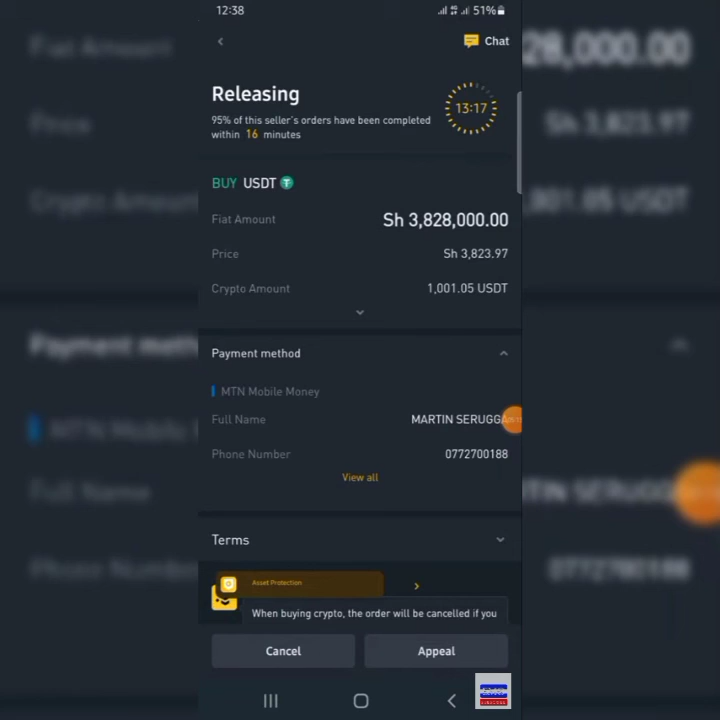 12:38
51%
Chat
Releasing
13:17
95% of this seller's orders have been completed
within 16 minutes
BUY USDT
Fiat Amount
Sh 3,828,000.00
Price
Sh 3,823.97
Crypto Amount
1,001.05 USDT
Payment method
MTN Mobile Money
Full Name
MARTIN SERUGGA
Phone Number
0772700188
View all
Terms
Asset Protection
When buying crypto, the order will be cancelled if you
Cancel
Appeal